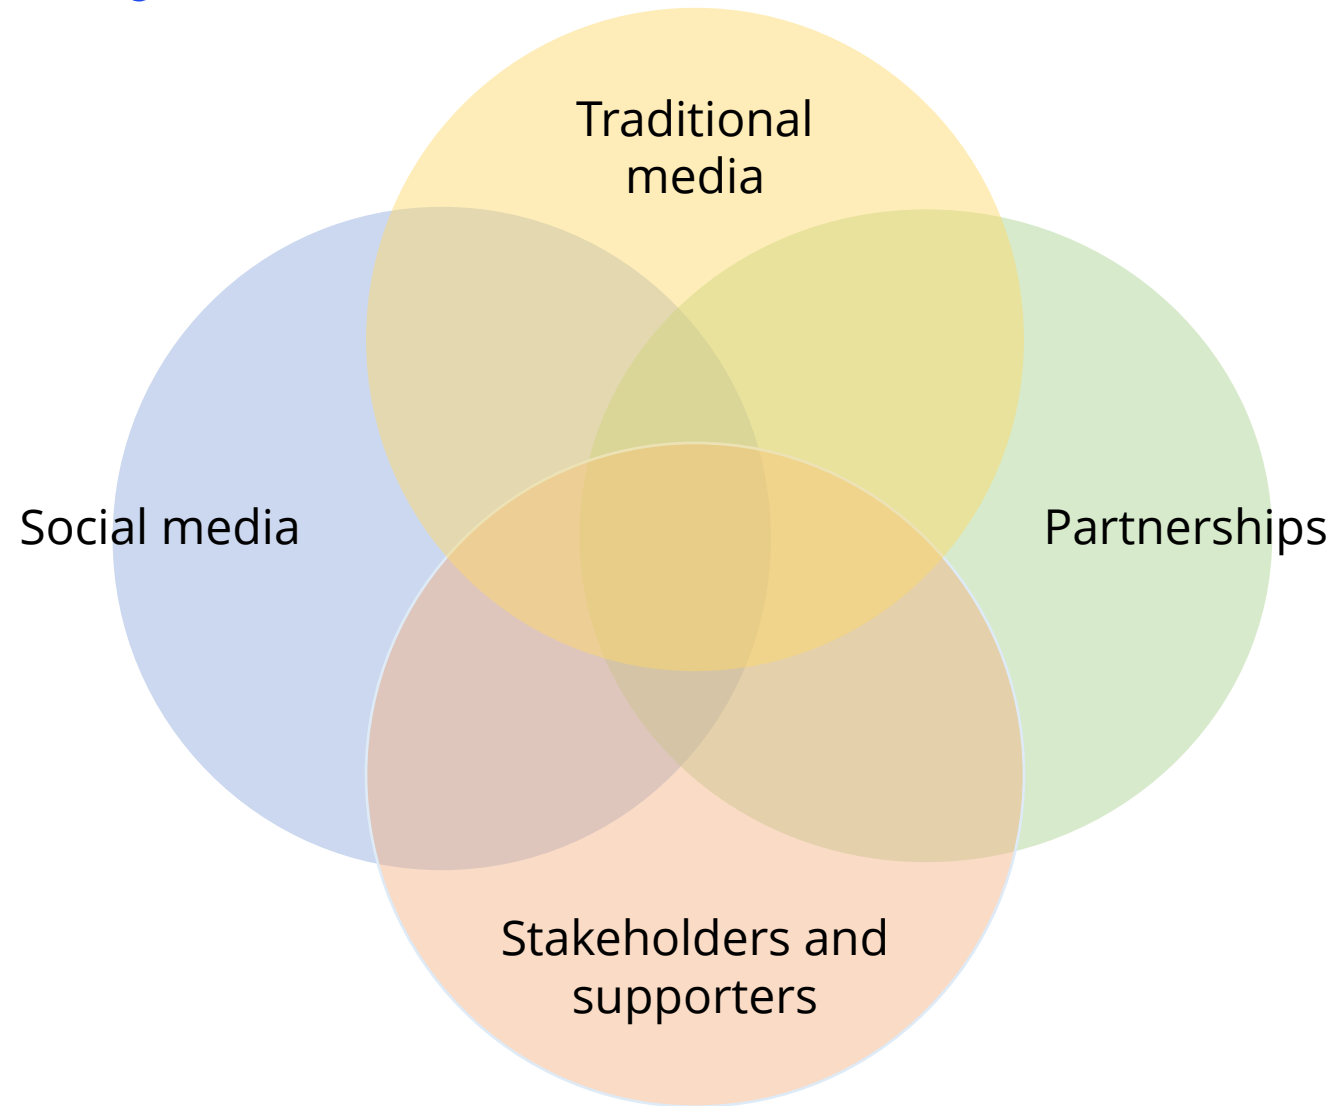 Traditional
media
Social media
Partnerships
Stakeholders and
supporters